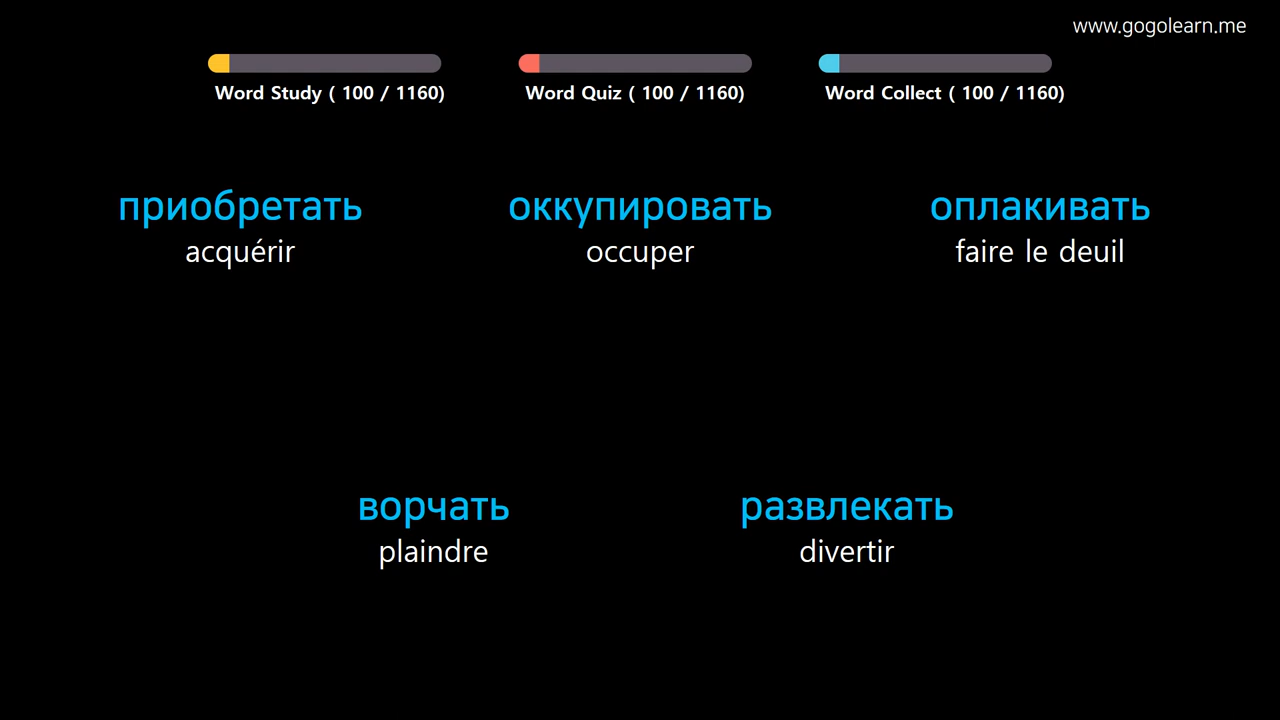 www.gogolearn.me
Word Study ( 100 / 1160)
Word Quiz ( 100 / 1160)
Word Collect ( 100 / 1160)
приобретать
acquérir
оккупировать
occuper
оплакивать
faire le deuil
ворчать
plaindre
развлекать
divertir